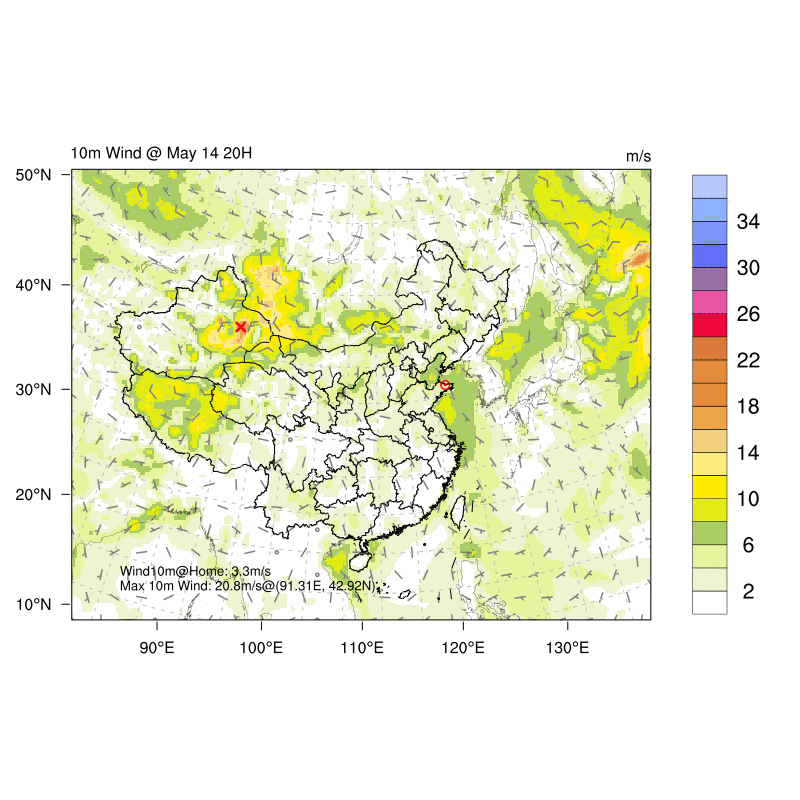 10m Wind @ May 14 20H
m/s
50°N
40°N
30°N
20°N
10°N
90°E
100°E
110°E
120°E
130°E
34
30
26
22
18
14
10
6
2
Wind10m@Home: 3.3m/s
Max 10m Wind: 20.8m/s@(91.31E, 42.92N)